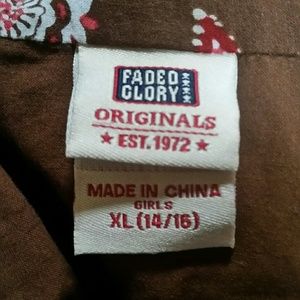 FADED
GLORY
ORIGINALS
★ EST. 1972 ★
MADE IN CHINA
GIRLS
XL (14/16)